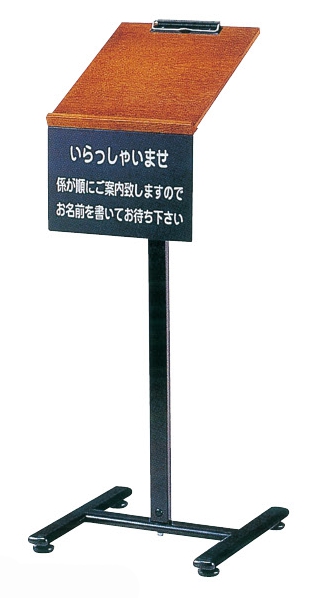 いらっしゃいませ
係が順にご案内致しますので
お名前を書いてお待ち下さい